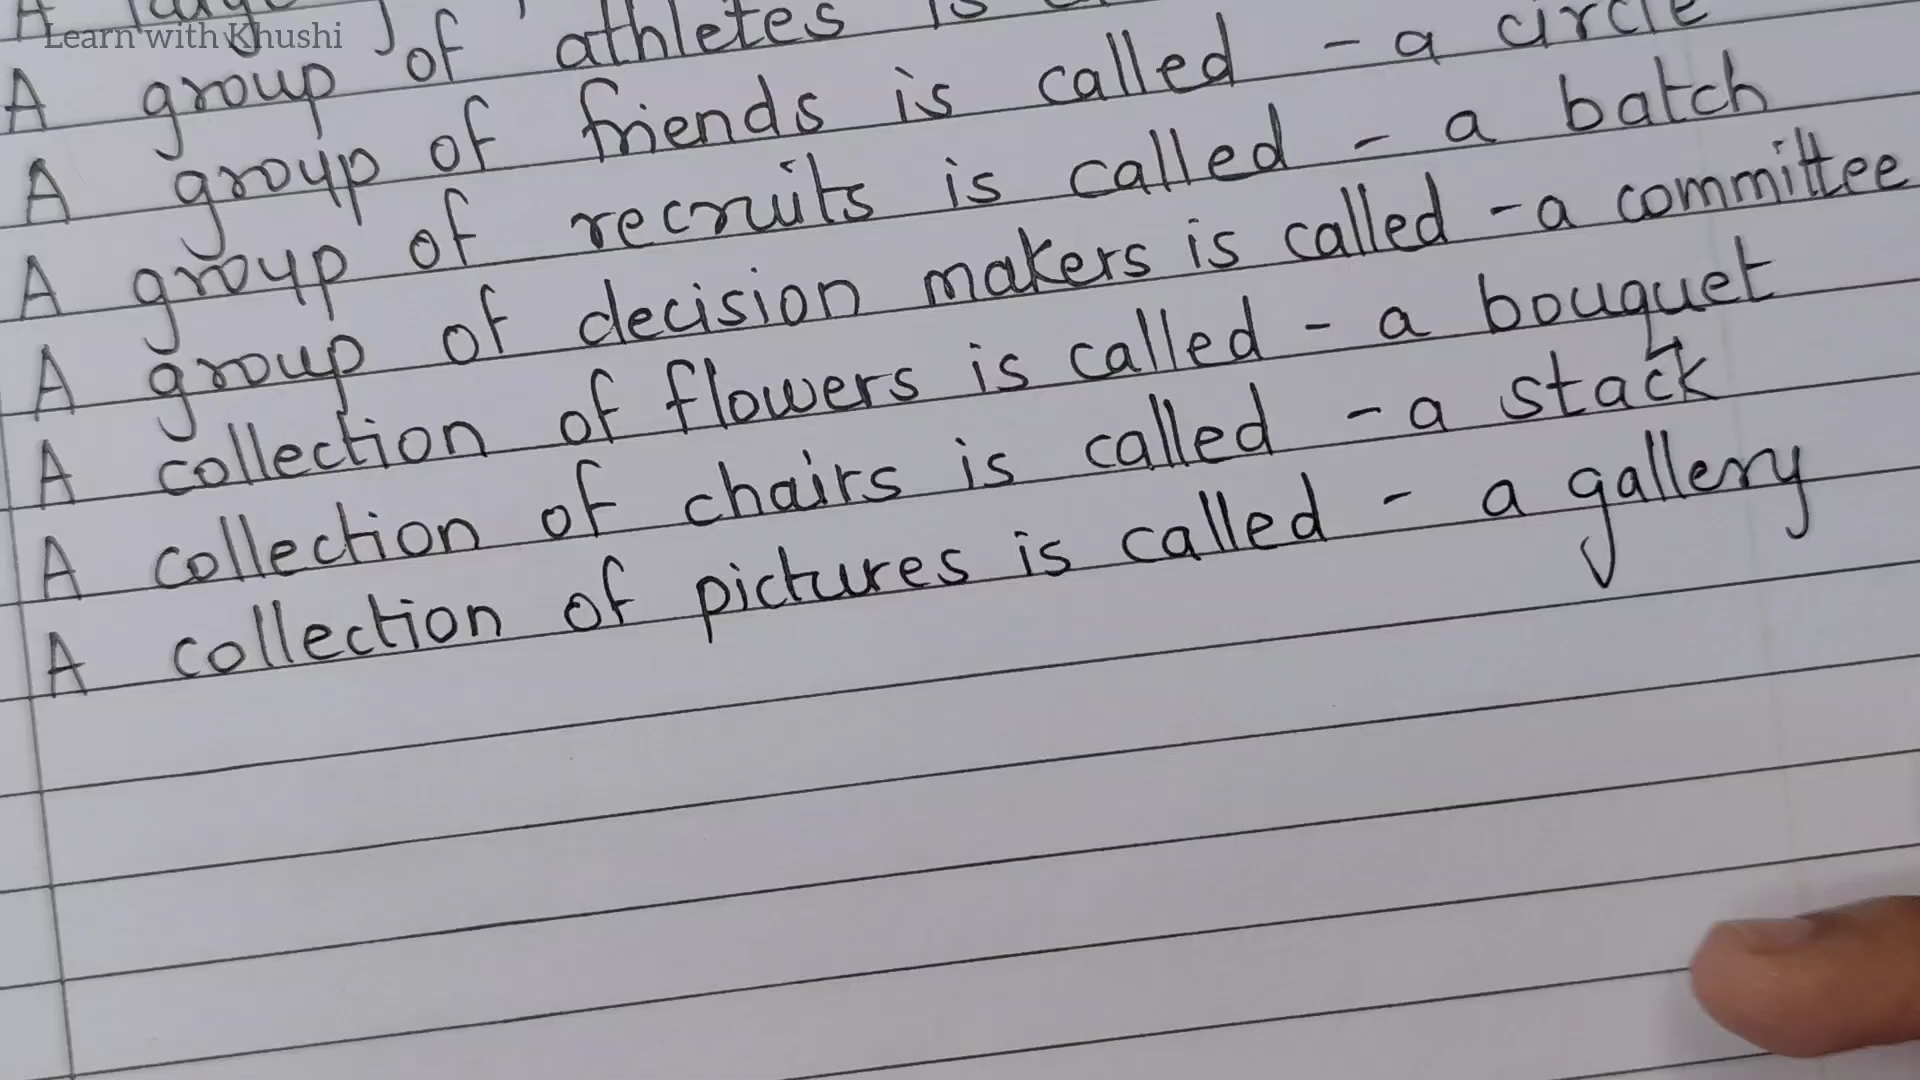 Learn with Khushi
A group of athletes is
A group of friends is called - a circle
A group of recruits is called - a batch
A group of decision makers is called - a committee
A collection of flowers is called - a bouquet
A collection of chairs is called - a stack
A collection of pictures is called - a gallery